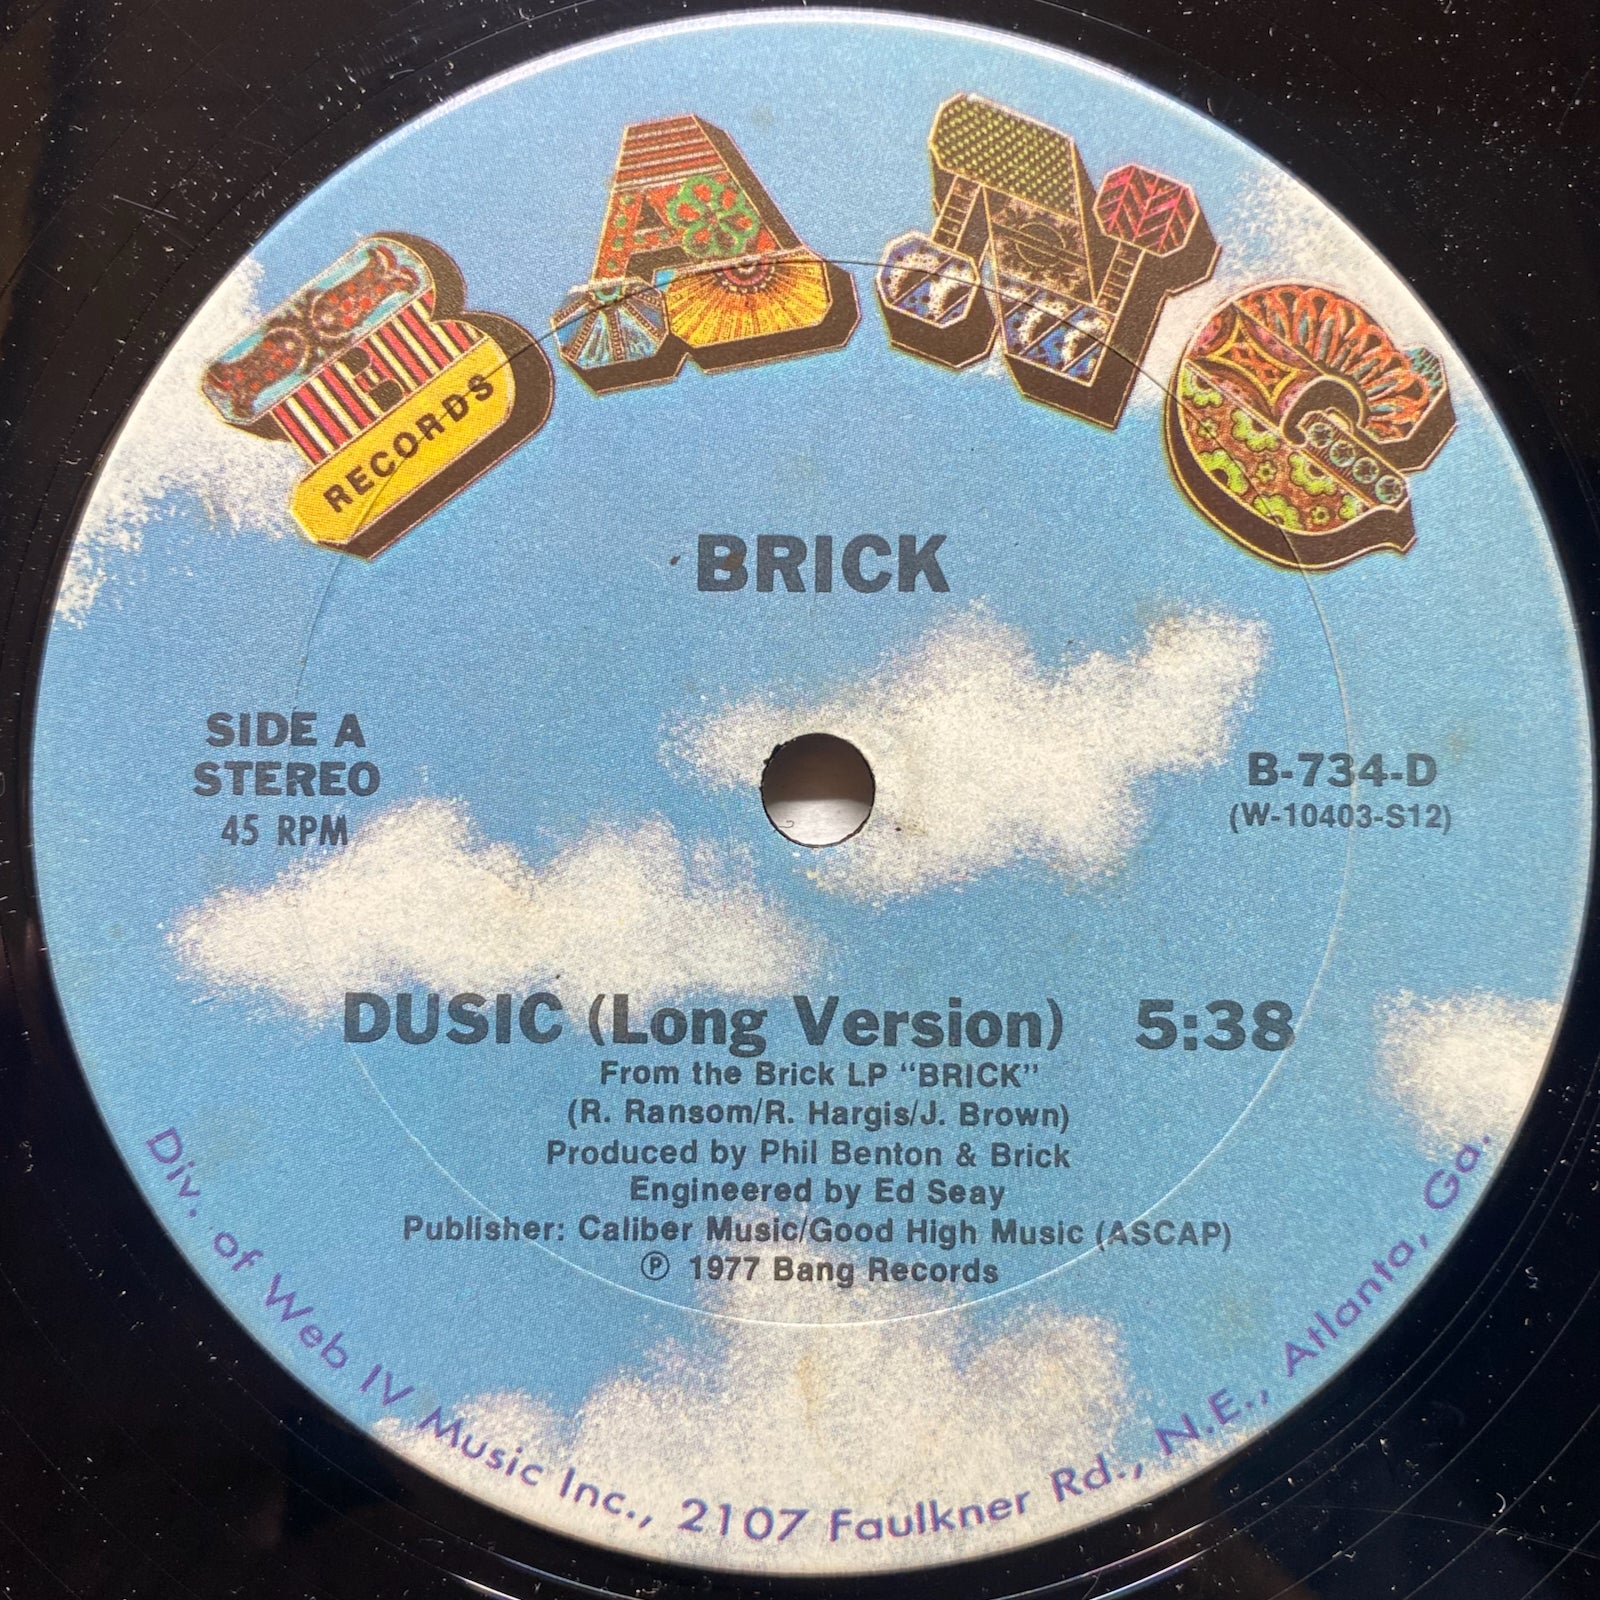 BANG
RECORDS
BRICK
SIDE A
STEREO
45 RPM
B-734-D
(W-10403-S12)
DUSIC (Long Version) 5:38
From the Brick LP “BRICK”
(R. Ransom/R. Hargis/J. Brown)
Produced by Phil Benton & Brick
Engineered by Ed Seay
Publisher: Caliber Music/Good High Music (ASCAP)
Ⓟ 1977 Bang Records
Div. of Web IV Music Inc., 2107 Faulkner Rd., N.E., Atlanta, Ga.